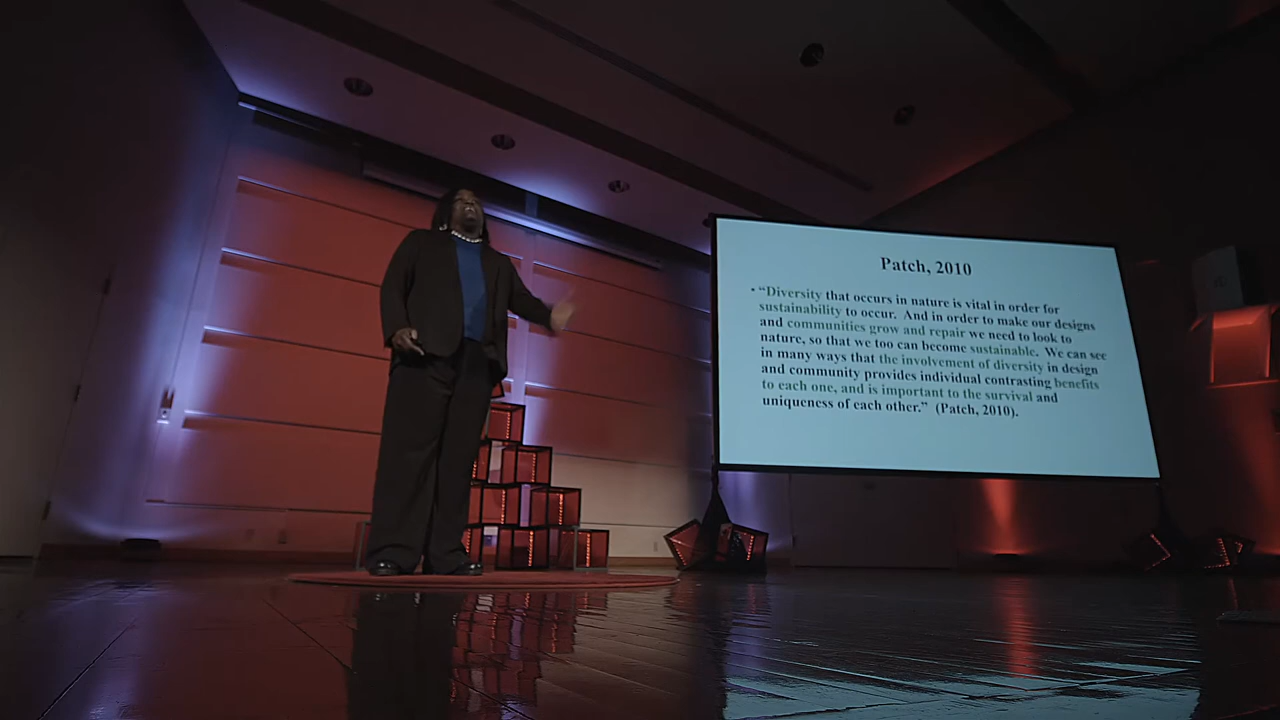 Patch, 2010
• “Diversity that occurs in nature is vital in order for
sustainability to occur. And in order to make our designs
and communities grow and repair we need to look to
nature, so that we too can become sustainable. We can see
in many ways that the involvement of diversity in design
and community provides individual contrasting benefits
to each one, and is important to the survival and
uniqueness of each other.” (Patch, 2010).